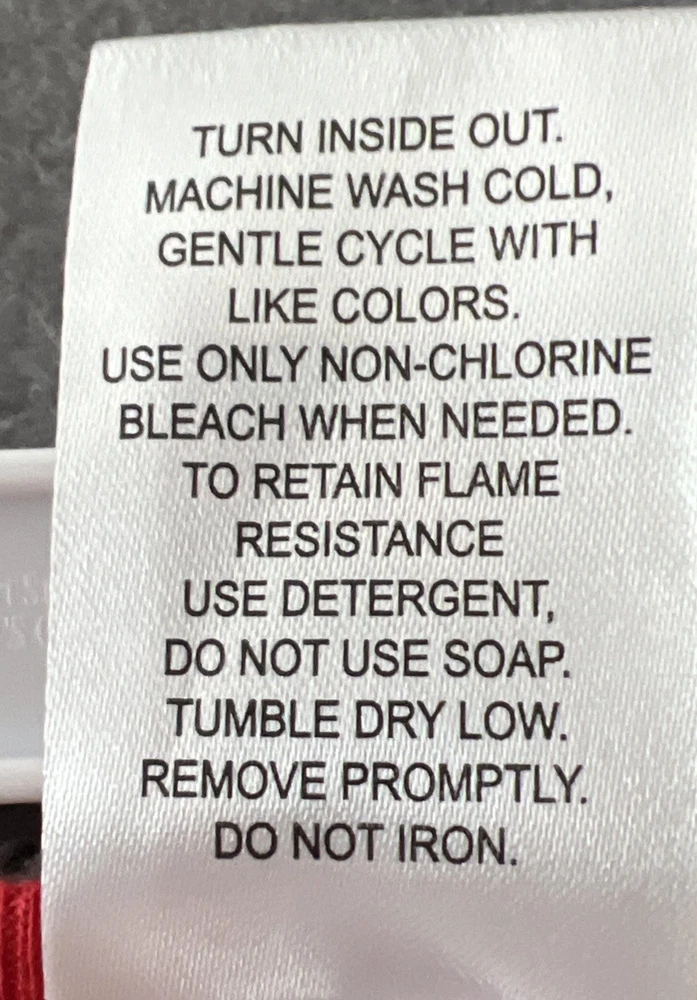 TURN INSIDE OUT.
MACHINE WASH COLD,
GENTLE CYCLE WITH
LIKE COLORS.
USE ONLY NON-CHLORINE
BLEACH WHEN NEEDED.
TO RETAIN FLAME
RESISTANCE
USE DETERGENT,
DO NOT USE SOAP.
TUMBLE DRY LOW.
REMOVE PROMPTLY.
DO NOT IRON.